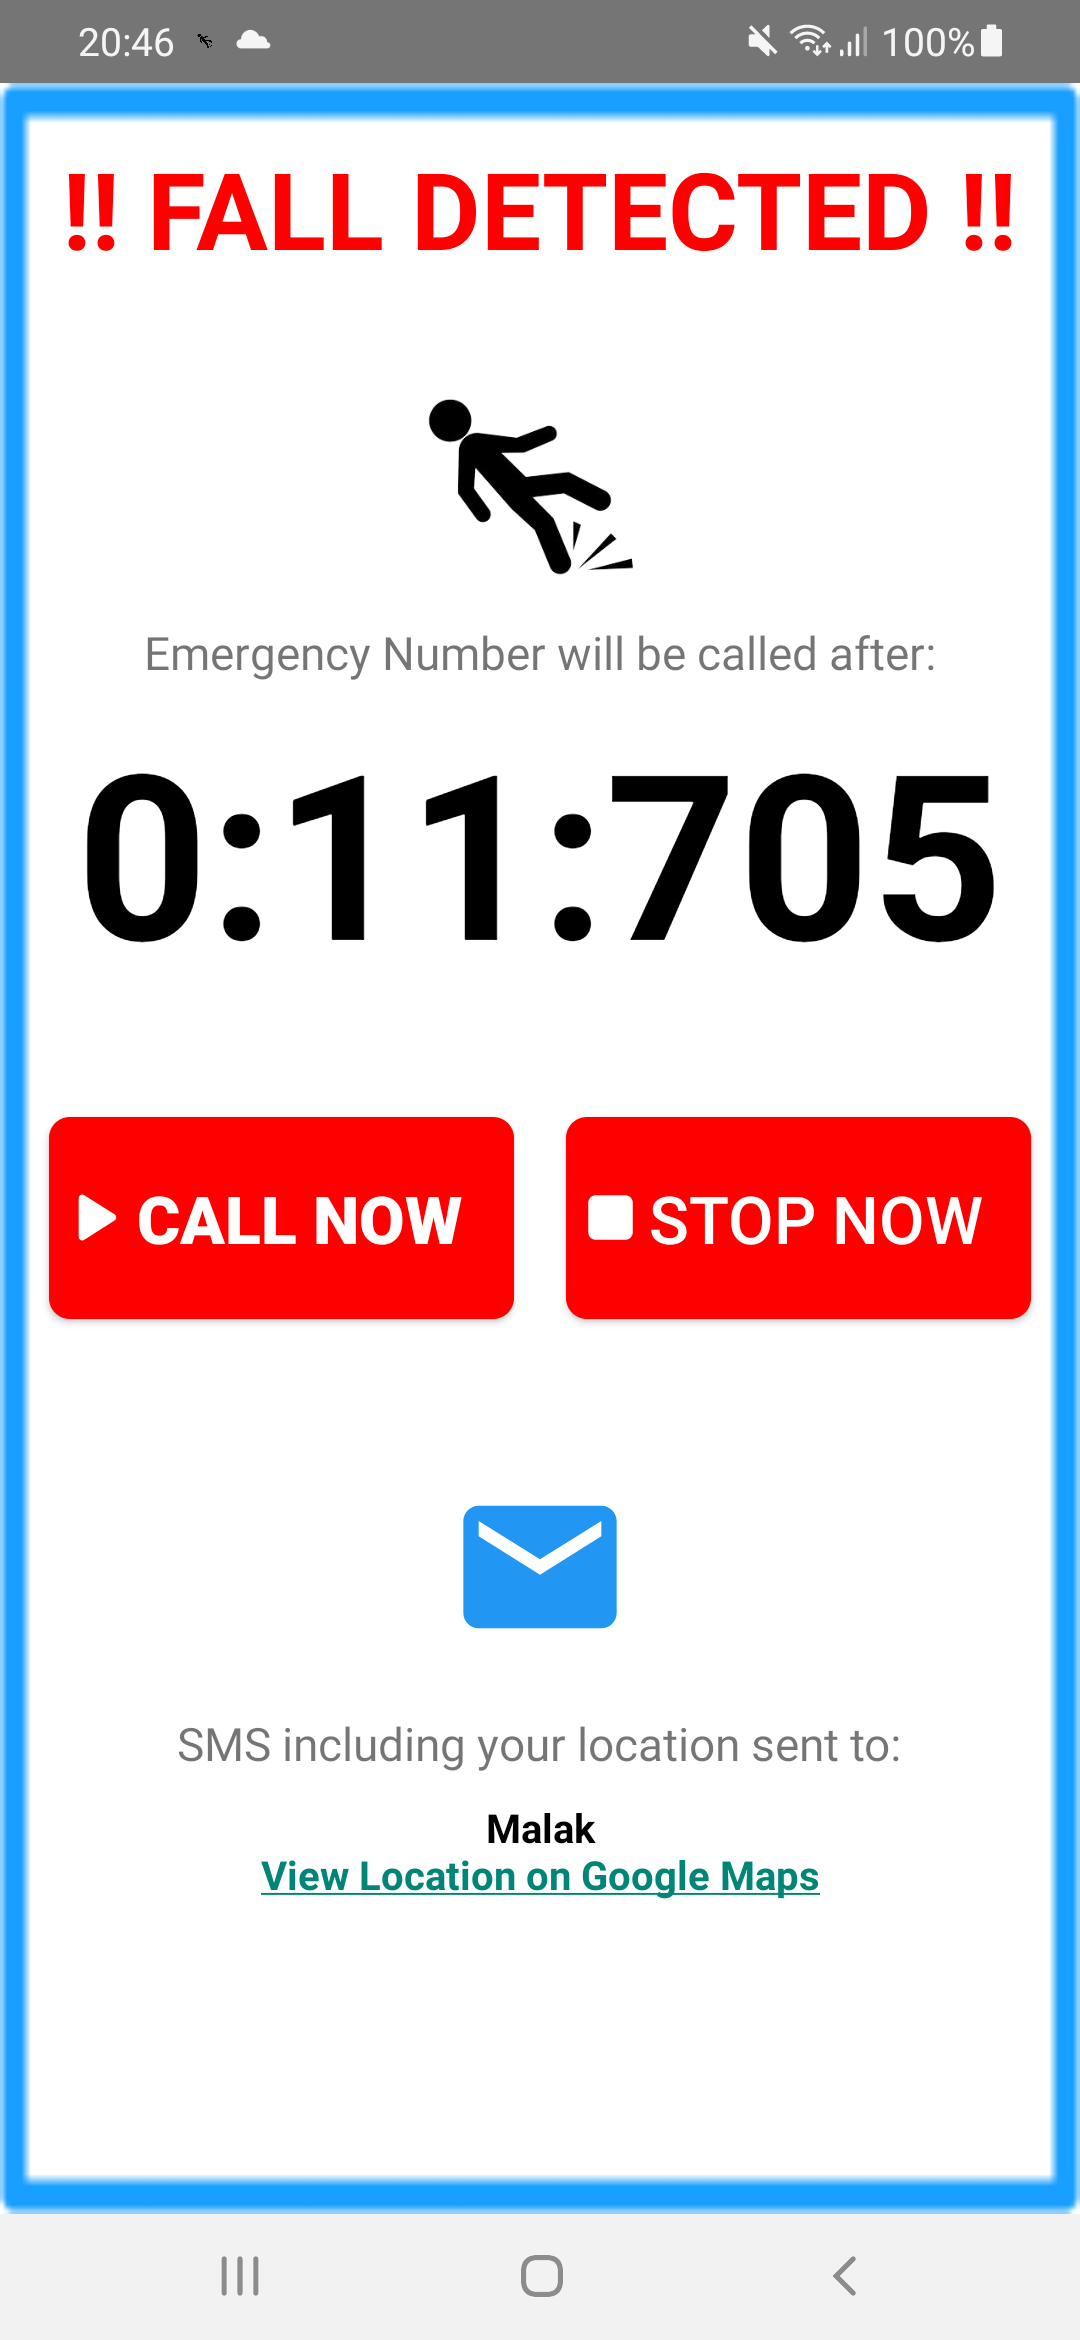 20:46
100%
!! FALL DETECTED !!
Emergency Number will be called after:
0:11:705
CALL NOW
STOP NOW
SMS including your location sent to:
Malak
View Location on Google Maps